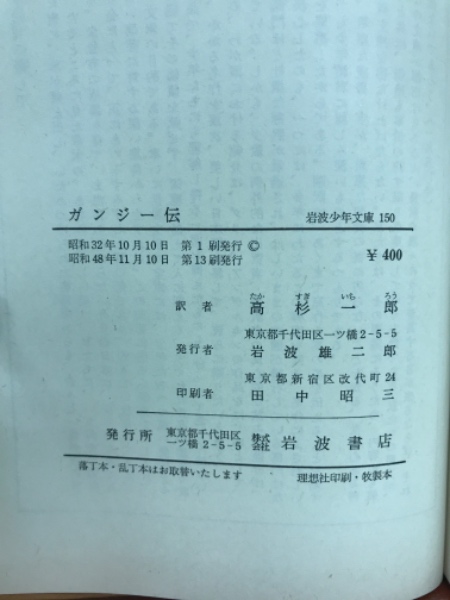 ガンジー伝 岩波少年文庫 150
昭和32年10月10日 第1刷発行 ©
昭和48年11月10日 第13刷発行
¥ 400
たか すぎ いち ろう
訳者 高杉一郎
東京都千代田区一ツ橋2-5-5
発行者 岩波雄二郎
東京都新宿区改代町24
印刷者 田中昭三
発行所 東京都千代田区一ツ橋2-5-5 株式会社 岩波書店
落丁本・乱丁本はお取替いたします 理想社印刷・牧製本